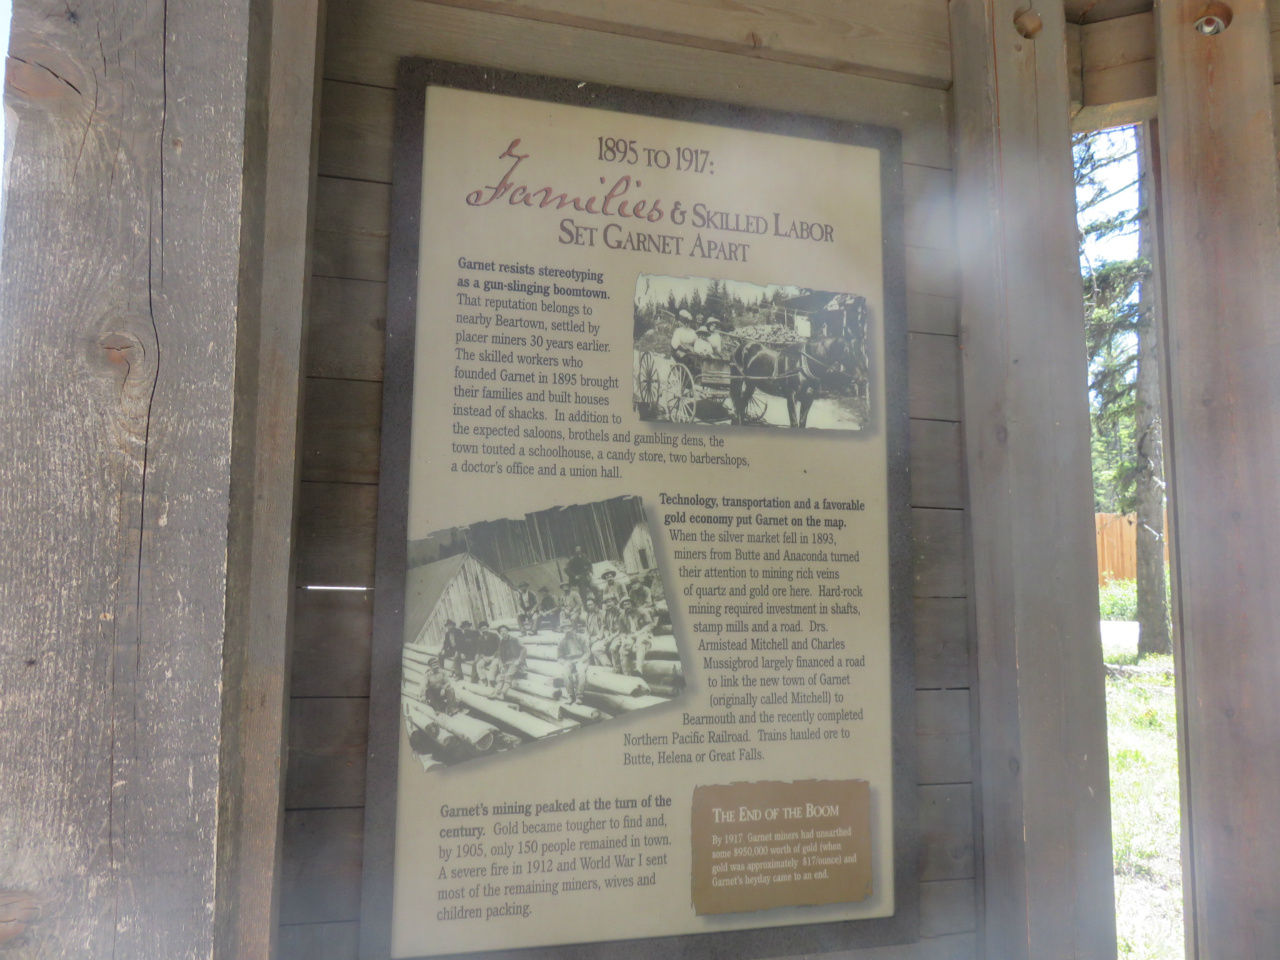 1895 TO 1917:
Families & SKILLED LABOR
SET GARNET APART
Garnet resists stereotyping
as a gun-slinging boomtown.
That reputation belongs to
nearby Beartown, settled by
placer miners 30 years earlier.
The skilled workers who
founded Garnet in 1895 brought
their families and built houses
instead of shacks. In addition to
the expected saloons, brothels and gambling dens, the
town touted a schoolhouse, a candy store, two barbershops,
a doctor's office and a union hall.
Technology, transportation and a favorable
gold economy put Garnet on the map.
When the silver market fell in 1893,
miners from Butte and Anaconda turned
their attention to mining rich veins
of quartz and gold ore here. Hard-rock
mining required investment in shafts,
stamp mills and a road. Drs.
Armistead Mitchell and Charles
Mussigbrod largely financed a road
to link the new town of Garnet
(originally called Mitchell) to
Bearmouth and the recently completed
Northern Pacific Railroad. Trains hauled ore to
Butte, Helena or Great Falls.
Garnet's mining peaked at the turn of the
century. Gold became tougher to find and,
by 1905, only 150 people remained in town.
A severe fire in 1912 and World War I sent
most of the remaining miners, wives and
children packing.
THE END OF THE BOOM
By 1917 Garnet miners had unearthed
some $950,000 worth of gold (when
gold was approximately $17/ounce) and
Garnet's heyday came to an end.